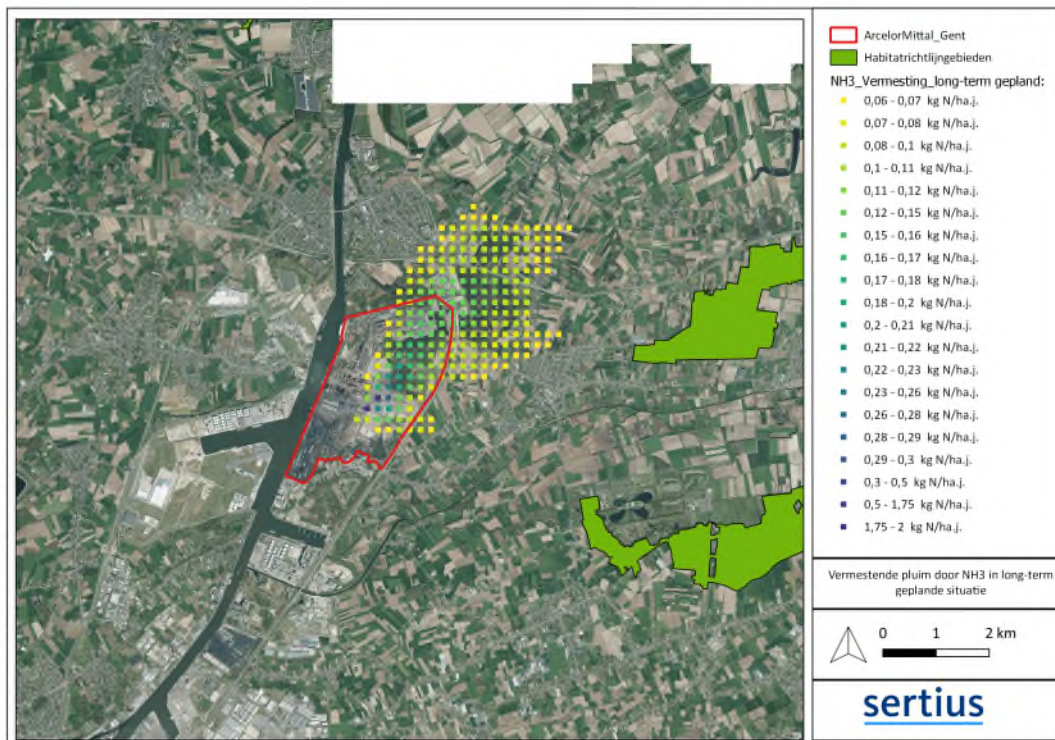 ArcelorMittal_Gent
Habitatrichtlijngebieden
NH3_Vermesting_long-term gepland:
0,06 - 0,07 kg N/ha.j.
0,07 - 0,08 kg N/ha.j.
0,08 - 0,1 kg N/ha.j.
0,1 - 0,11 kg N/ha.j.
0,11 - 0,12 kg N/ha.j.
0,12 - 0,15 kg N/ha.j.
0,15 - 0,16 kg N/ha.j.
0,16 - 0,17 kg N/ha.j.
0,17 - 0,18 kg N/ha.j.
0,18 - 0,2 kg N/ha.j.
0,2 - 0,21 kg N/ha.j.
0,21 - 0,22 kg N/ha.j.
0,22 - 0,23 kg N/ha.j.
0,23 - 0,26 kg N/ha.j.
0,26 - 0,28 kg N/ha.j.
0,28 - 0,29 kg N/ha.j.
0,29 - 0,3 kg N/ha.j.
0,3 - 0,5 kg N/ha.j.
0,5 - 1,75 kg N/ha.j.
1,75 - 2 kg N/ha.j.
Vermestende pluim door NH3 in long-term
geplande situatie
0 1 2 km
sertius